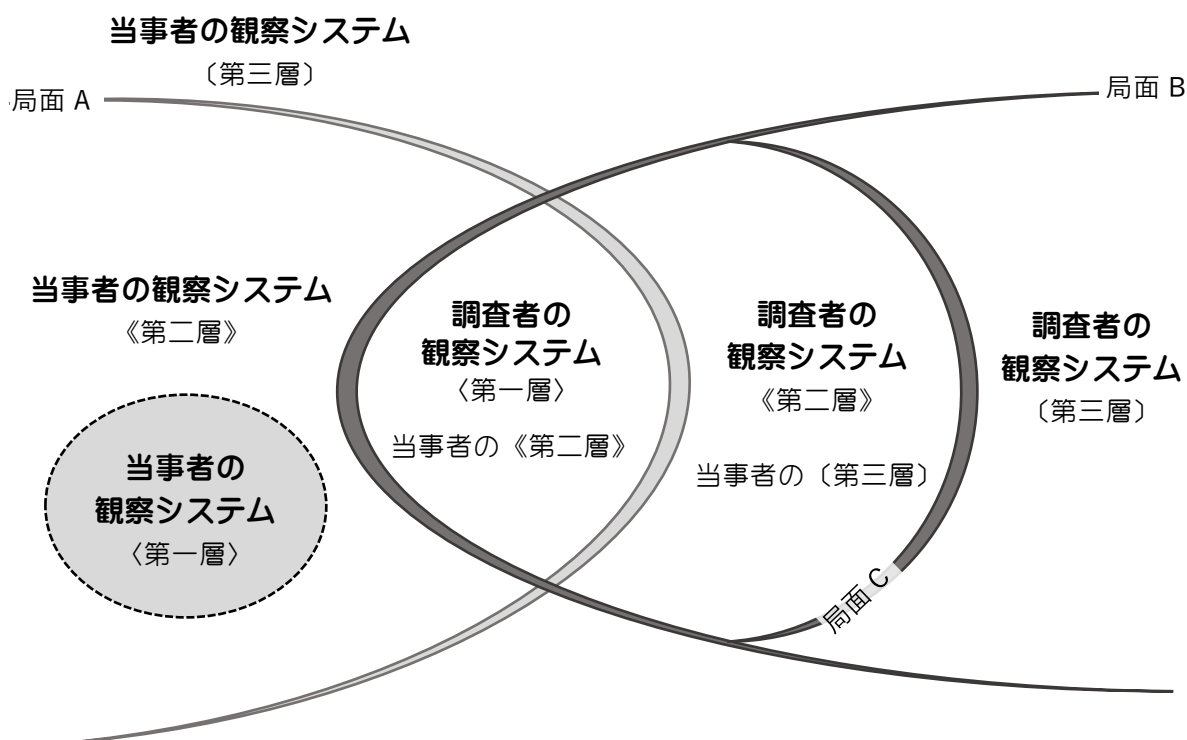 当事者の観察システム
〔第三層〕
局面 A
局面 B
当事者の観察システム
《第二層》
調査者の
観察システム
〈第一層〉
当事者の《第二層》
調査者の
観察システム
《第二層》
当事者の〔第三層〕
調査者の
観察システム
〔第三層〕
当事者の
観察システム
〈第一層〉
局面 C